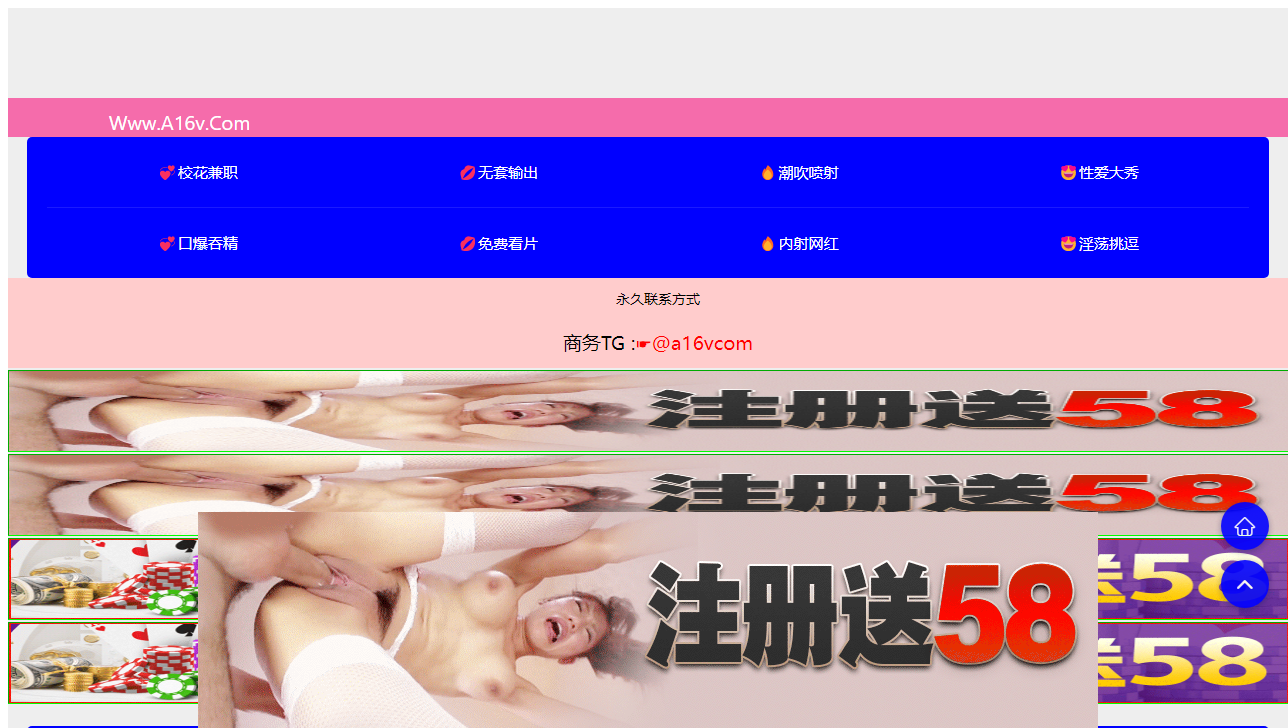 Www.A16v.Com
💞校花兼职 💋无套输出 🔥潮吹喷射 😍性爱大秀
💞口爆吞精 💋免费看片 🔥内射网红 😍淫荡挑逗
永久联系方式
商务TG :☛@a16vcom
注册送58
注册送58
注册送58
送58
送58